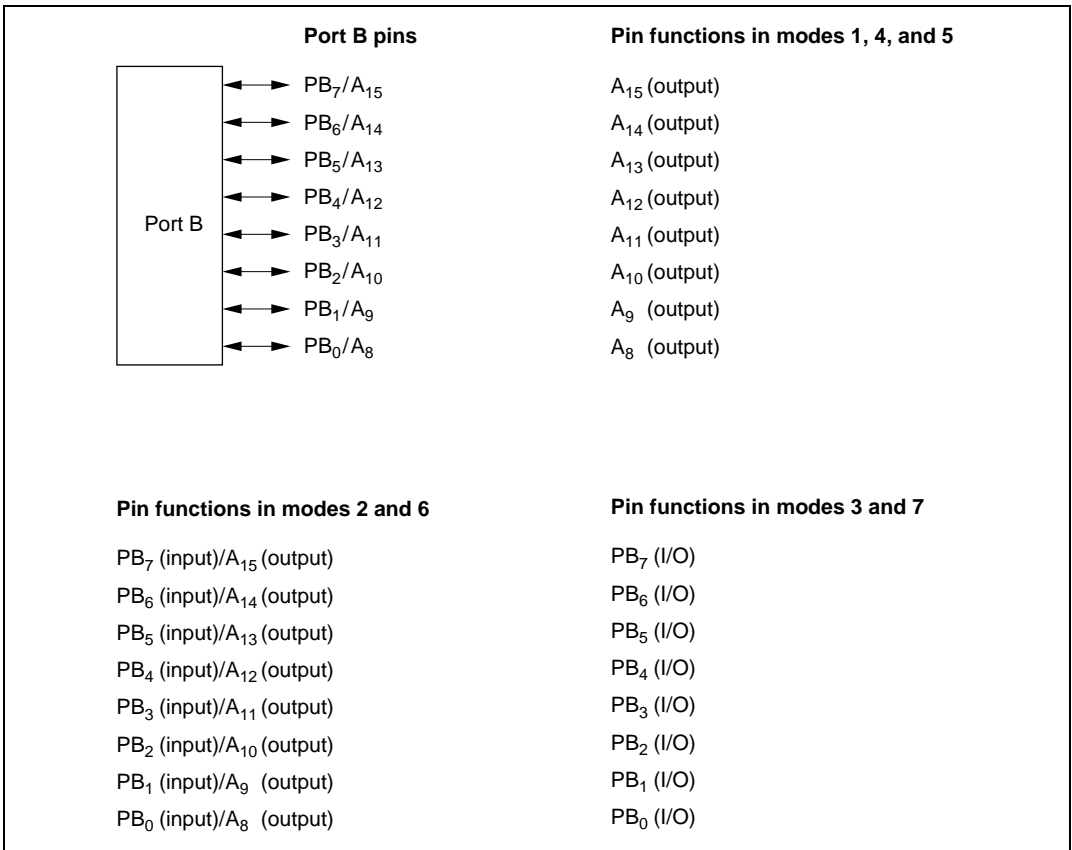 Port B pins
Pin functions in modes 1, 4, and 5
Port B
PB7/A15
A15 (output)
PB6/A14
A14 (output)
PB5/A13
A13 (output)
PB4/A12
A12 (output)
PB3/A11
A11 (output)
PB2/A10
A10 (output)
PB1/A9
A9 (output)
PB0/A8
A8 (output)
Pin functions in modes 2 and 6
PB7 (input)/A15 (output)
PB6 (input)/A14 (output)
PB5 (input)/A13 (output)
PB4 (input)/A12 (output)
PB3 (input)/A11 (output)
PB2 (input)/A10 (output)
PB1 (input)/A9 (output)
PB0 (input)/A8 (output)
Pin functions in modes 3 and 7
PB7 (I/O)
PB6 (I/O)
PB5 (I/O)
PB4 (I/O)
PB3 (I/O)
PB2 (I/O)
PB1 (I/O)
PB0 (I/O)